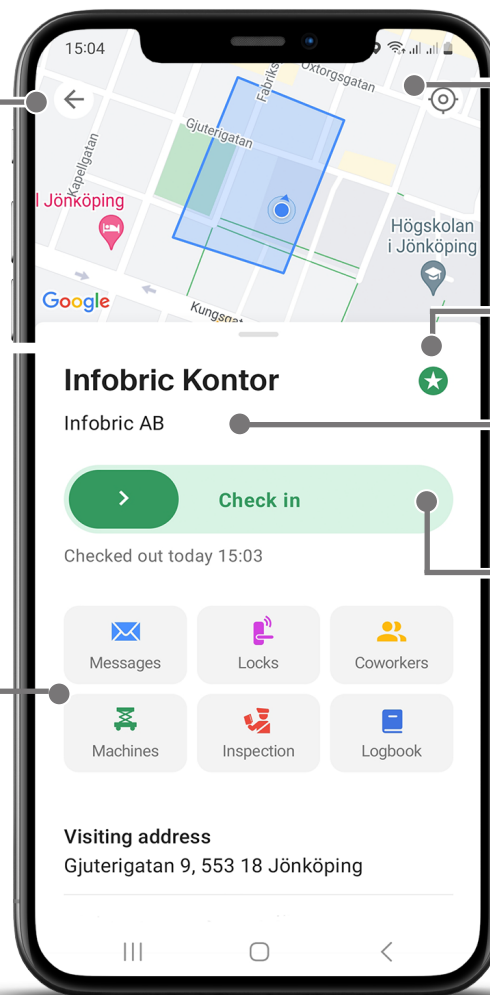 15:04
Oxtorgsgatan
Fabriks
Gjuterigatan
Kapellgatan
l Jönköping
Högskolan
i Jönköping
Google
Kungsgat
Infobric Kontor
Infobric AB
Check in
Checked out today 15:03
Messages
Locks
Coworkers
Machines
Inspection
Logbook
Visiting address
Gjuterigatan 9, 553 18 Jönköping